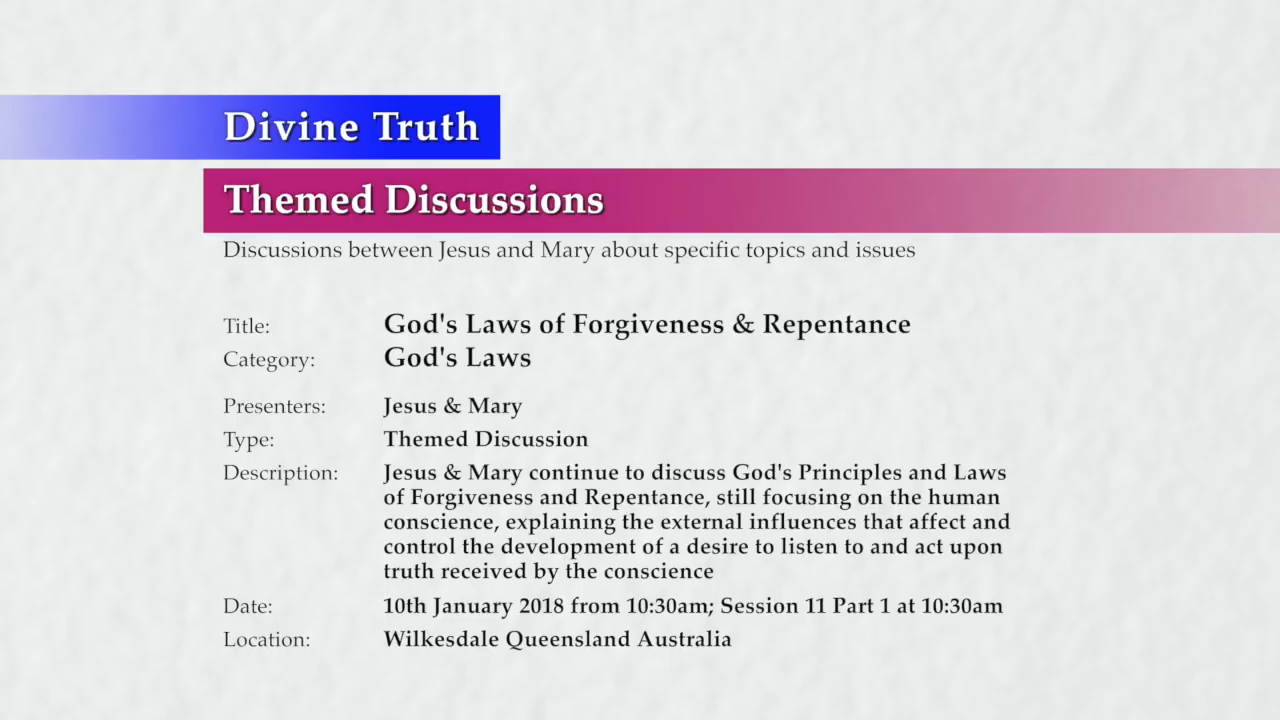 Divine Truth
Themed Discussions
Discussions between Jesus and Mary about specific topics and issues
Title: God's Laws of Forgiveness & Repentance
Category: God's Laws
Presenters: Jesus & Mary
Type: Themed Discussion
Description: Jesus & Mary continue to discuss God's Principles and Laws
of Forgiveness and Repentance, still focusing on the human
conscience, explaining the external influences that affect and
control the development of a desire to listen to and act upon
truth received by the conscience
Date: 10th January 2018 from 10:30am; Session 11 Part 1 at 10:30am
Location: Wilkesdale Queensland Australia